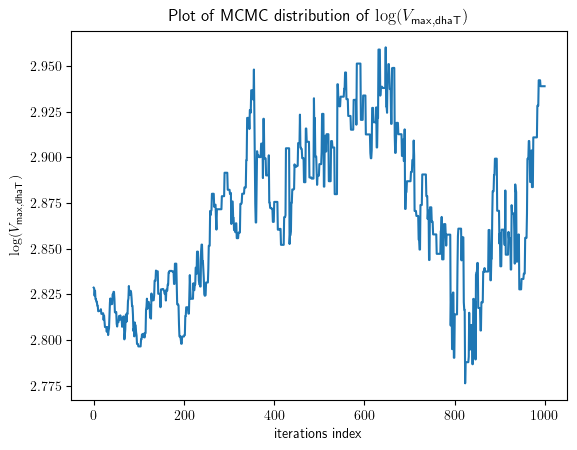 Plot of MCMC distribution of log(V_max,dhaT)
log(V_max,dhaT)
2.950
2.925
2.900
2.875
2.850
2.825
2.800
2.775
0 200 400 600 800 1000
iterations index